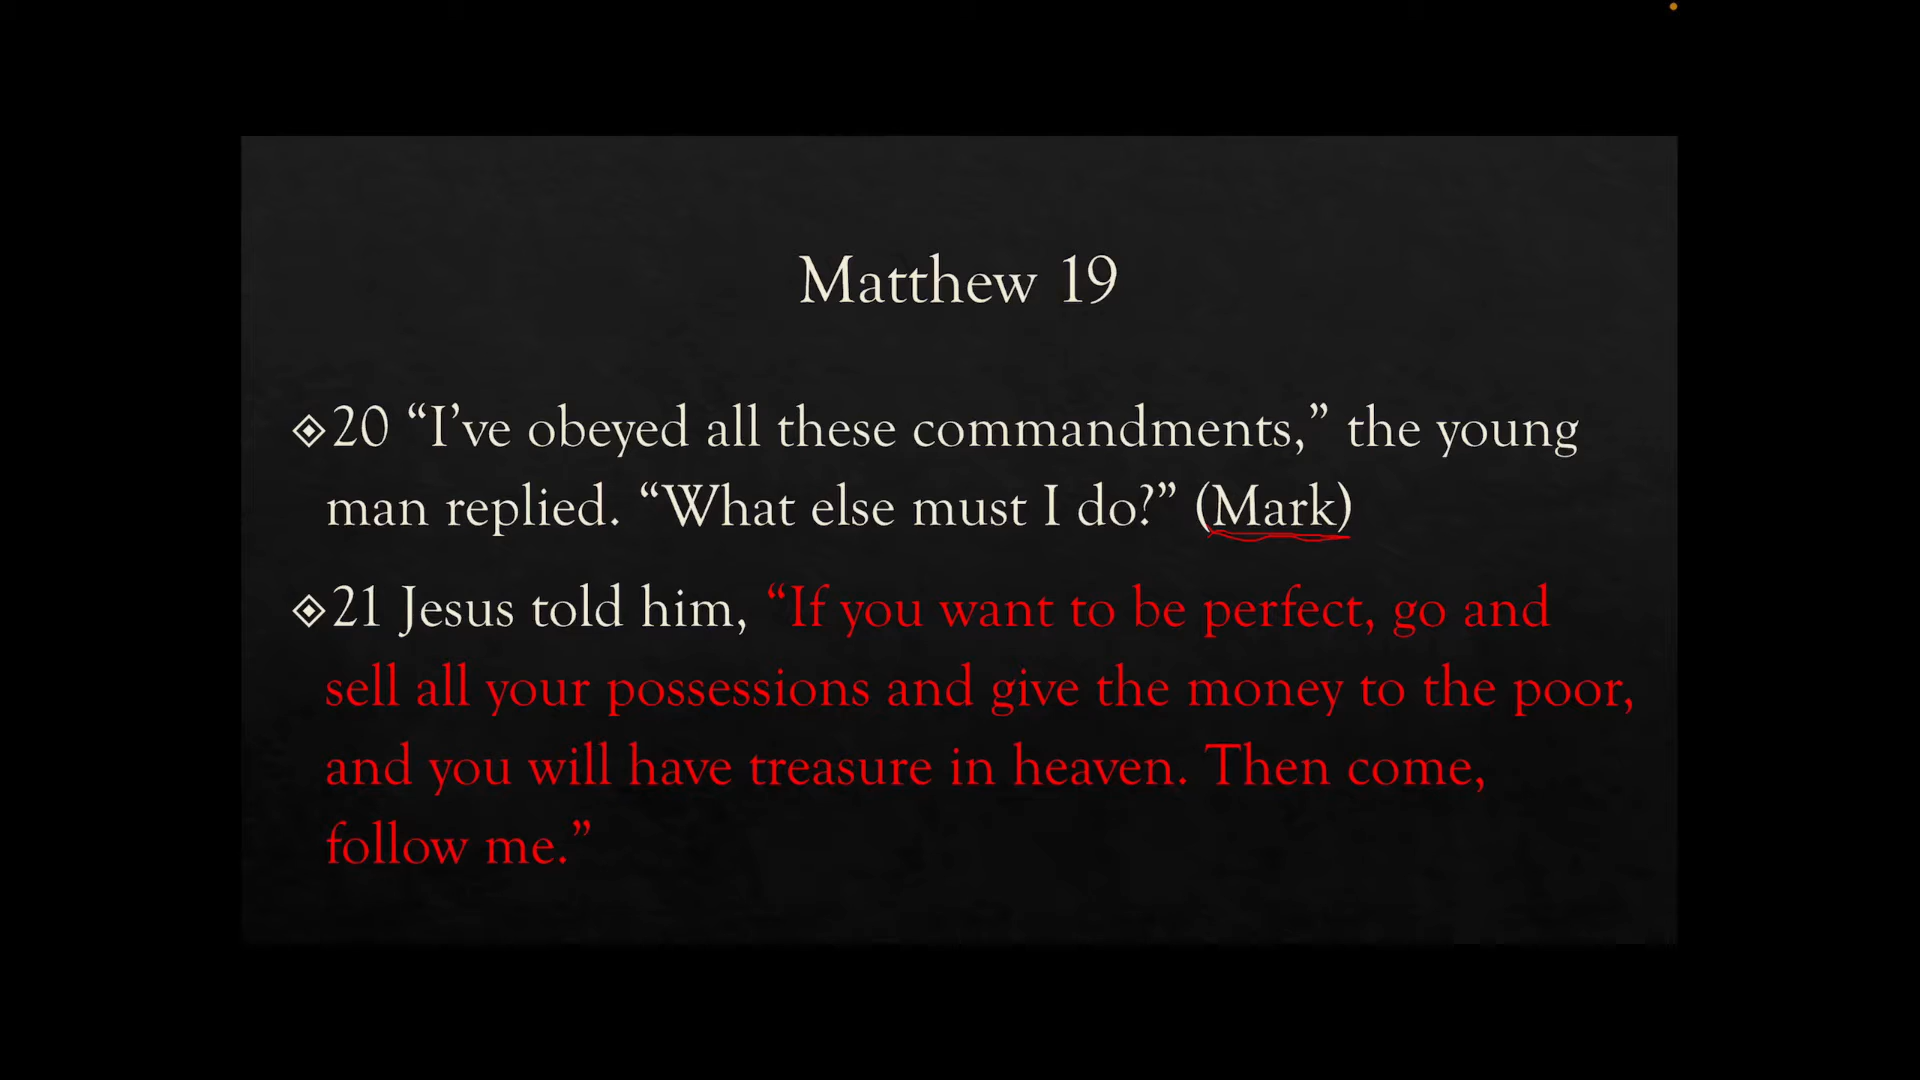 Matthew 19
20 “I’ve obeyed all these commandments,” the young
man replied. “What else must I do?” (Mark)
21 Jesus told him, “If you want to be perfect, go and
sell all your possessions and give the money to the poor,
and you will have treasure in heaven. Then come,
follow me.”